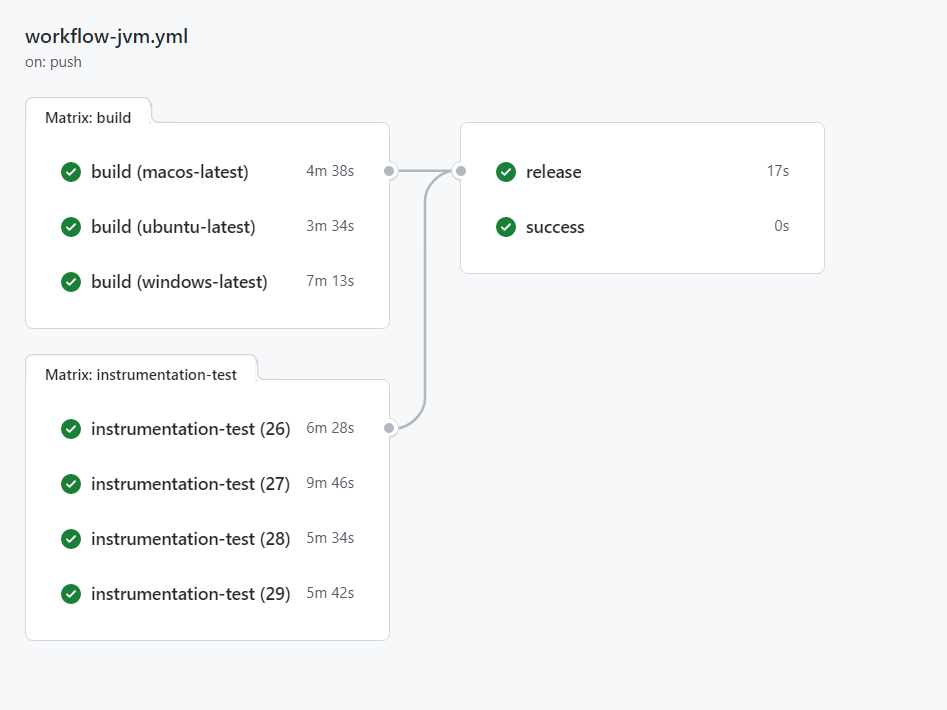 workflow-jvm.yml
on: push
Matrix: build
build (macos-latest) 4m 38s
build (ubuntu-latest) 3m 34s
build (windows-latest) 7m 13s
release 17s
success 0s
Matrix: instrumentation-test
instrumentation-test (26) 6m 28s
instrumentation-test (27) 9m 46s
instrumentation-test (28) 5m 34s
instrumentation-test (29) 5m 42s